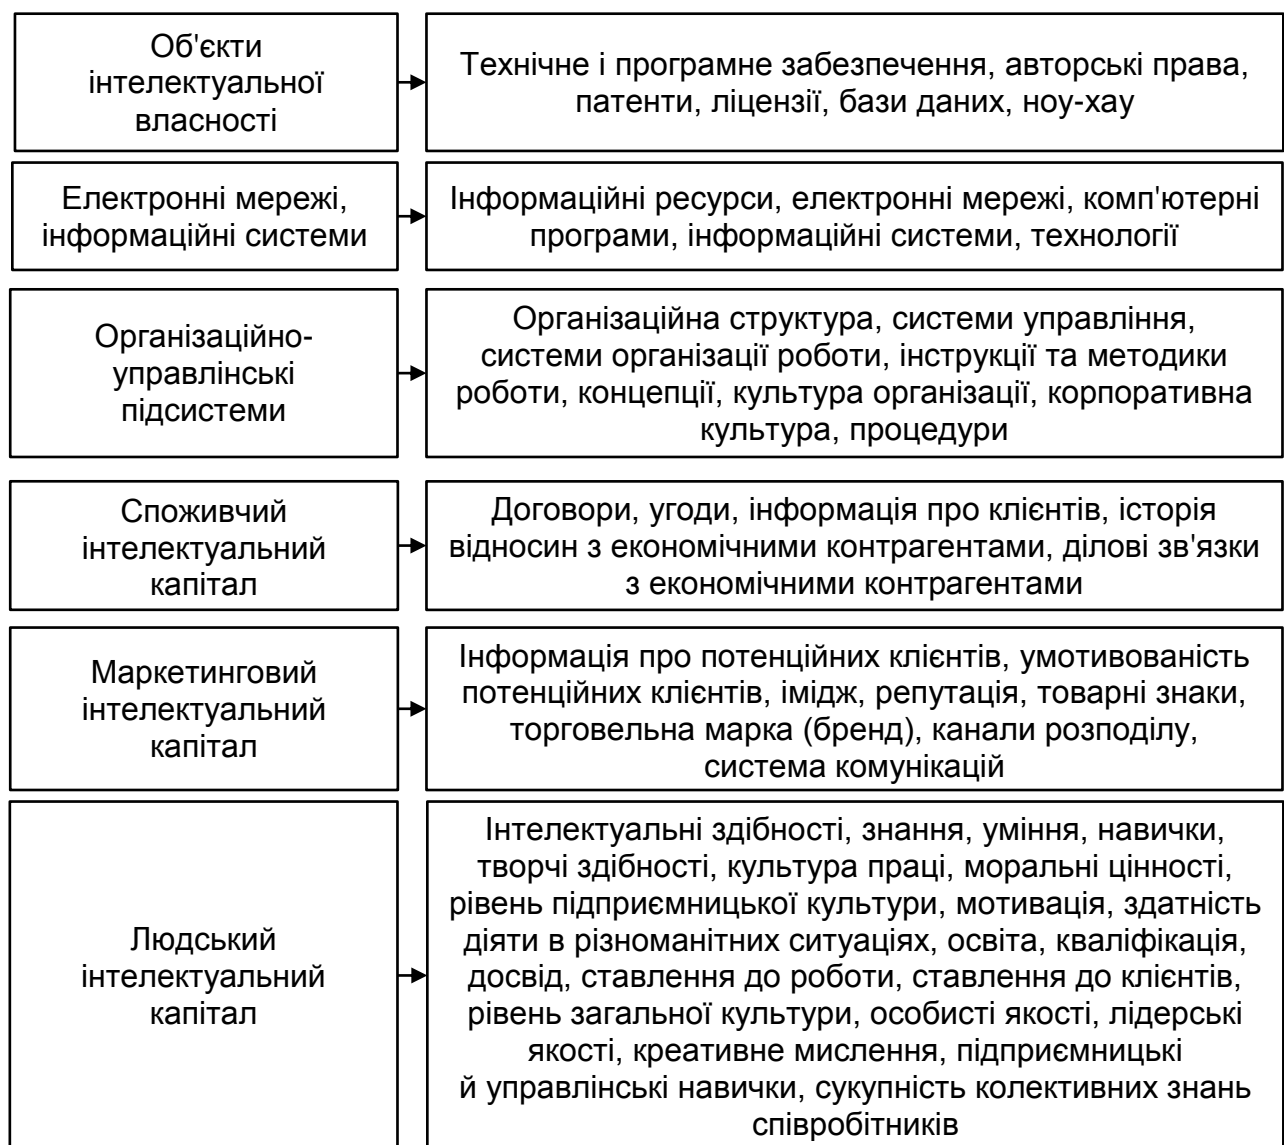 Об'єкти
інтелектуальної
власності
Технічне і програмне забезпечення, авторські права,
патенти, ліцензії, бази даних, ноу-хау
Електронні мережі,
інформаційні системи
Інформаційні ресурси, електронні мережі, комп'ютерні
програми, інформаційні системи, технології
Організаційно-
управлінські
підсистеми
Організаційна структура, системи управління,
системи організації роботи, інструкції та методики
роботи, концепції, культура організації, корпоративна
культура, процедури
Споживчий
інтелектуальний
капітал
Договори, угоди, інформація про клієнтів, історія
відносин з економічними контрагентами, ділові зв'язки
з економічними контрагентами
Маркетинговий
інтелектуальний
капітал
Інформація про потенційних клієнтів, умотивованість
потенційних клієнтів, імідж, репутація, товарні знаки,
торговельна марка (бренд), канали розподілу,
система комунікацій
Людський
інтелектуальний
капітал
Інтелектуальні здібності, знання, уміння, навички,
творчі здібності, культура праці, моральні цінності,
рівень підприємницької культури, мотивація, здатність
діяти в різноманітних ситуаціях, освіта, кваліфікація,
досвід, ставлення до роботи, ставлення до клієнтів,
рівень загальної культури, особисті якості, лідерські
якості, креативне мислення, підприємницькі
й управлінські навички, сукупність колективних знань
співробітників